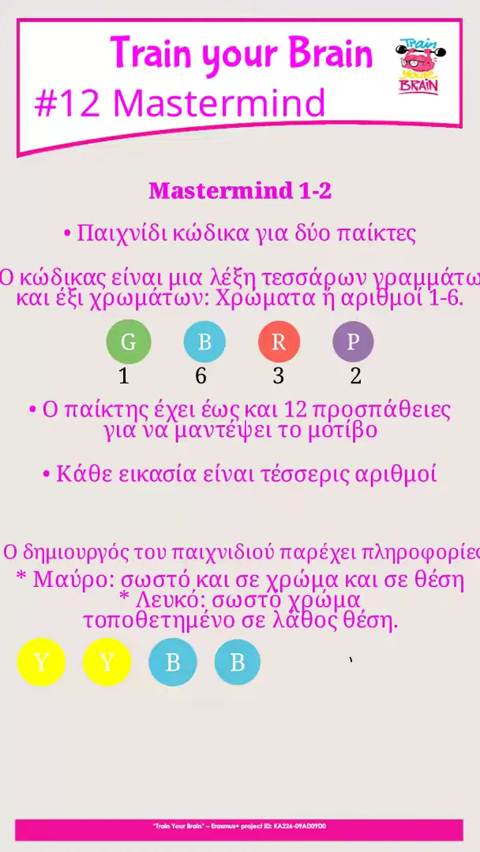 Train your Brain
Train
your
BRAIN
#12 Mastermind
Mastermind 1-2
• Παιχνίδι κώδικα για δύο παίκτες
Ο κώδικας είναι μια λέξη τεσσάρων γραμμάτω
και έξι χρωμάτων: Χρώματα ή αριθμοί 1-6.
G B R P
1 6 3 2
• Ο παίκτης έχει έως και 12 προσπάθειες
για να μαντέψει το μοτίβο
• Κάθε εικασία είναι τέσσερις αριθμοί
Ο δημιουργός του παιχνιδιού παρέχει πληροφορίες
* Μαύρο: σωστό και σε χρώμα και σε θέση
* Λευκό: σωστό χρώμα
τοποθετημένο σε λάθος θέση.
Y Y B B
"Train Your Brain" – Erasmus+ project ID: KA226-09AD09D0